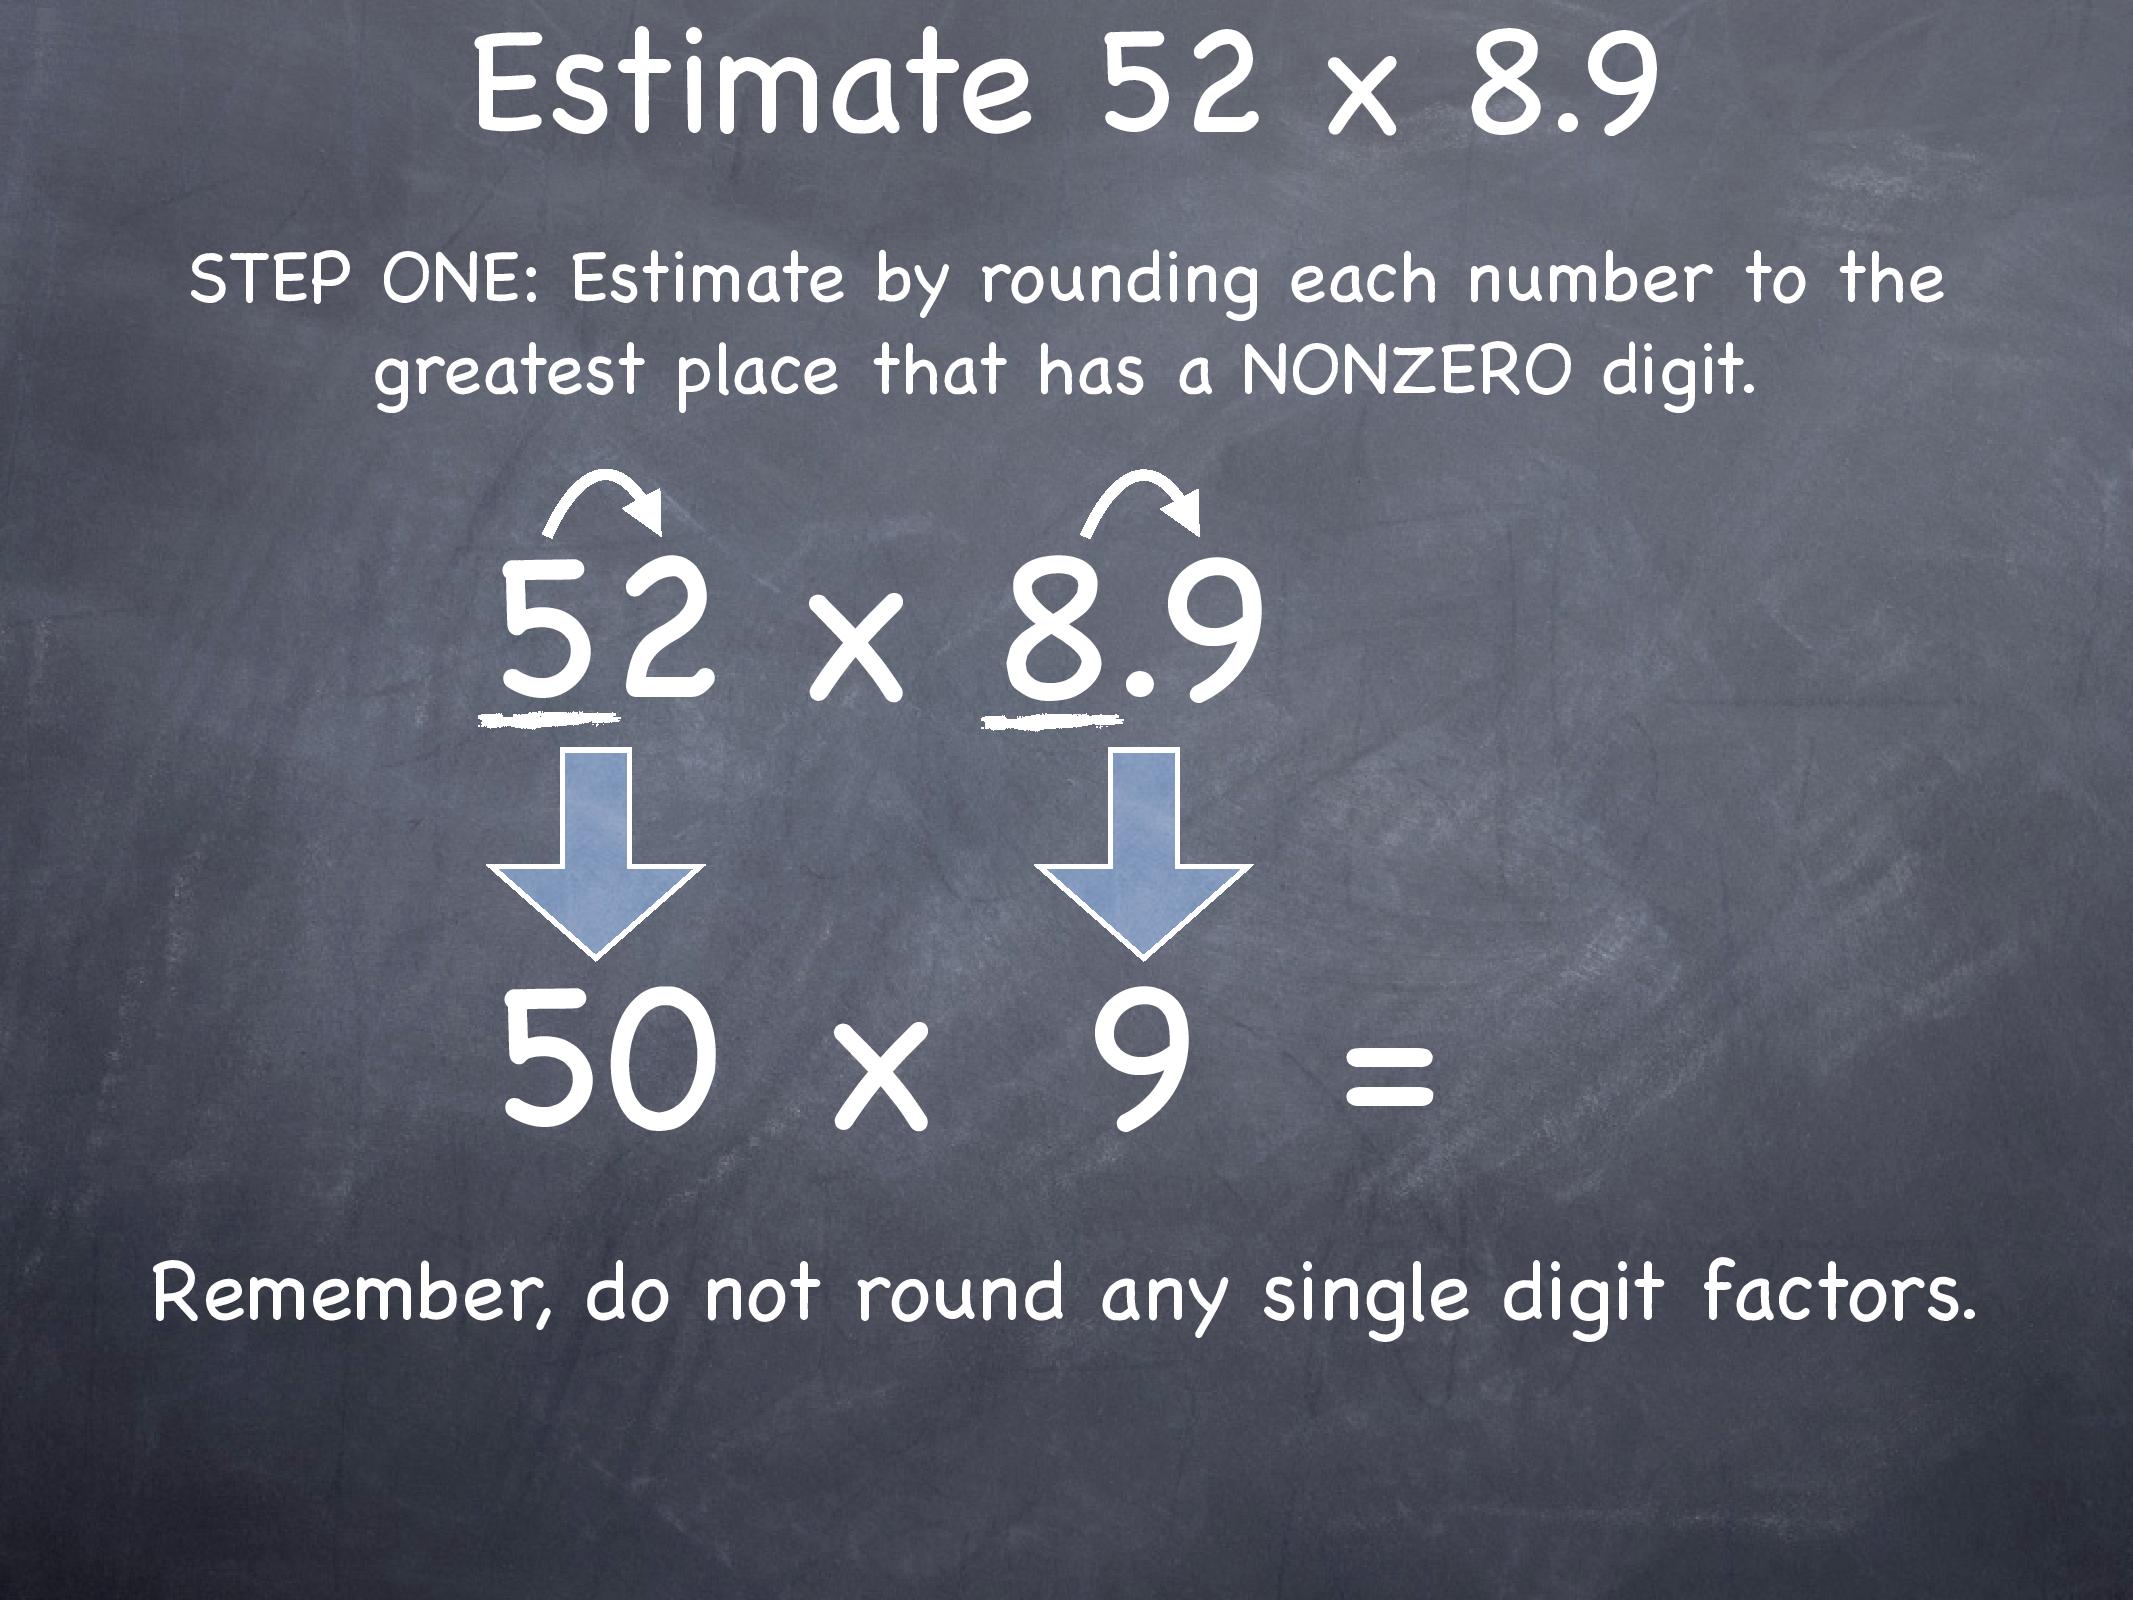 Estimate 52 x 8.9
STEP ONE: Estimate by rounding each number to the
greatest place that has a NONZERO digit.
52 x 8.9
50 x 9 =
Remember, do not round any single digit factors.